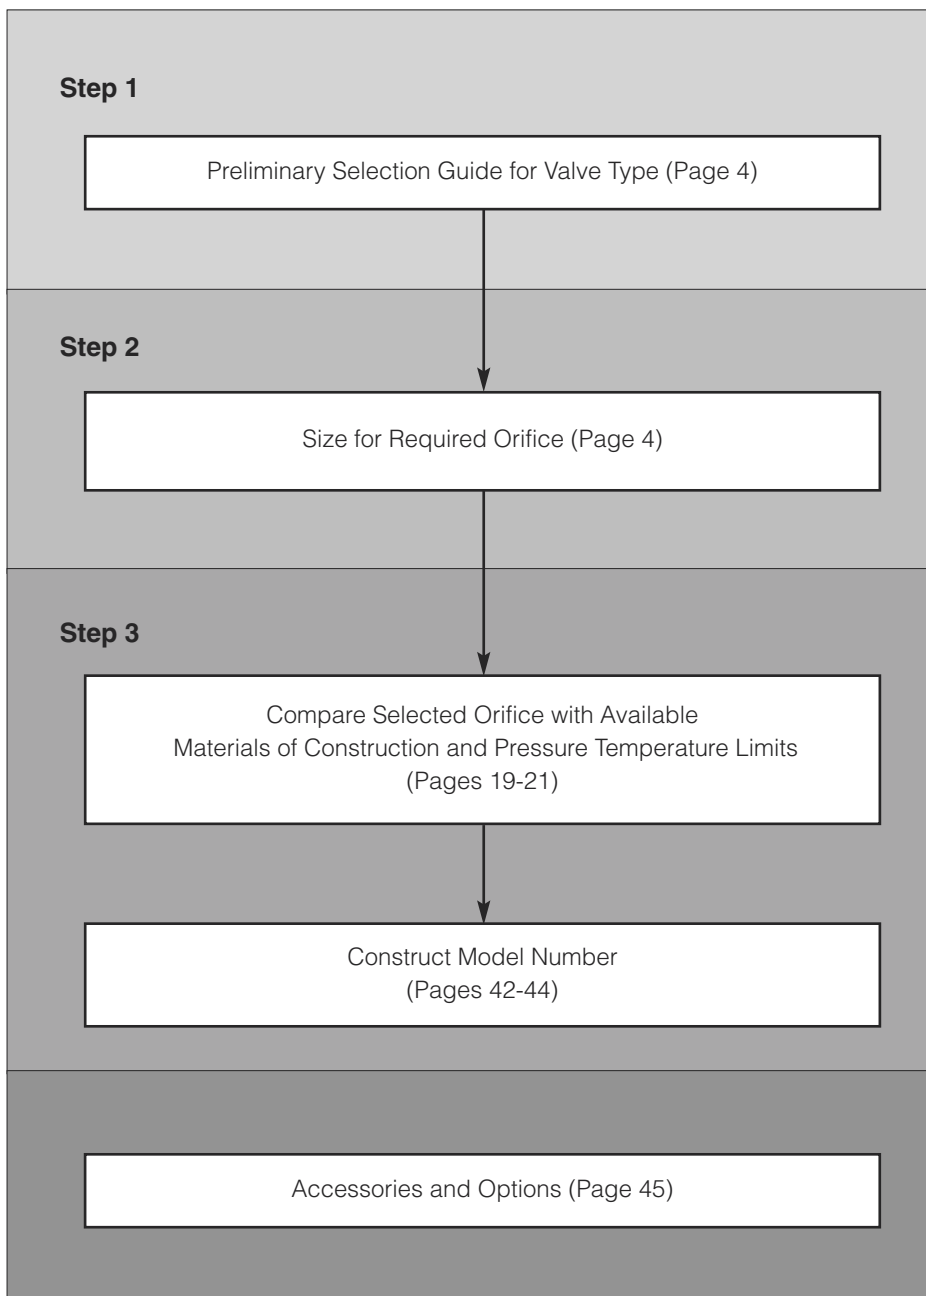 Step 1
Preliminary Selection Guide for Valve Type (Page 4)
Step 2
Size for Required Orifice (Page 4)
Step 3
Compare Selected Orifice with Available
Materials of Construction and Pressure Temperature Limits
(Pages 19-21)
Construct Model Number
(Pages 42-44)
Accessories and Options (Page 45)